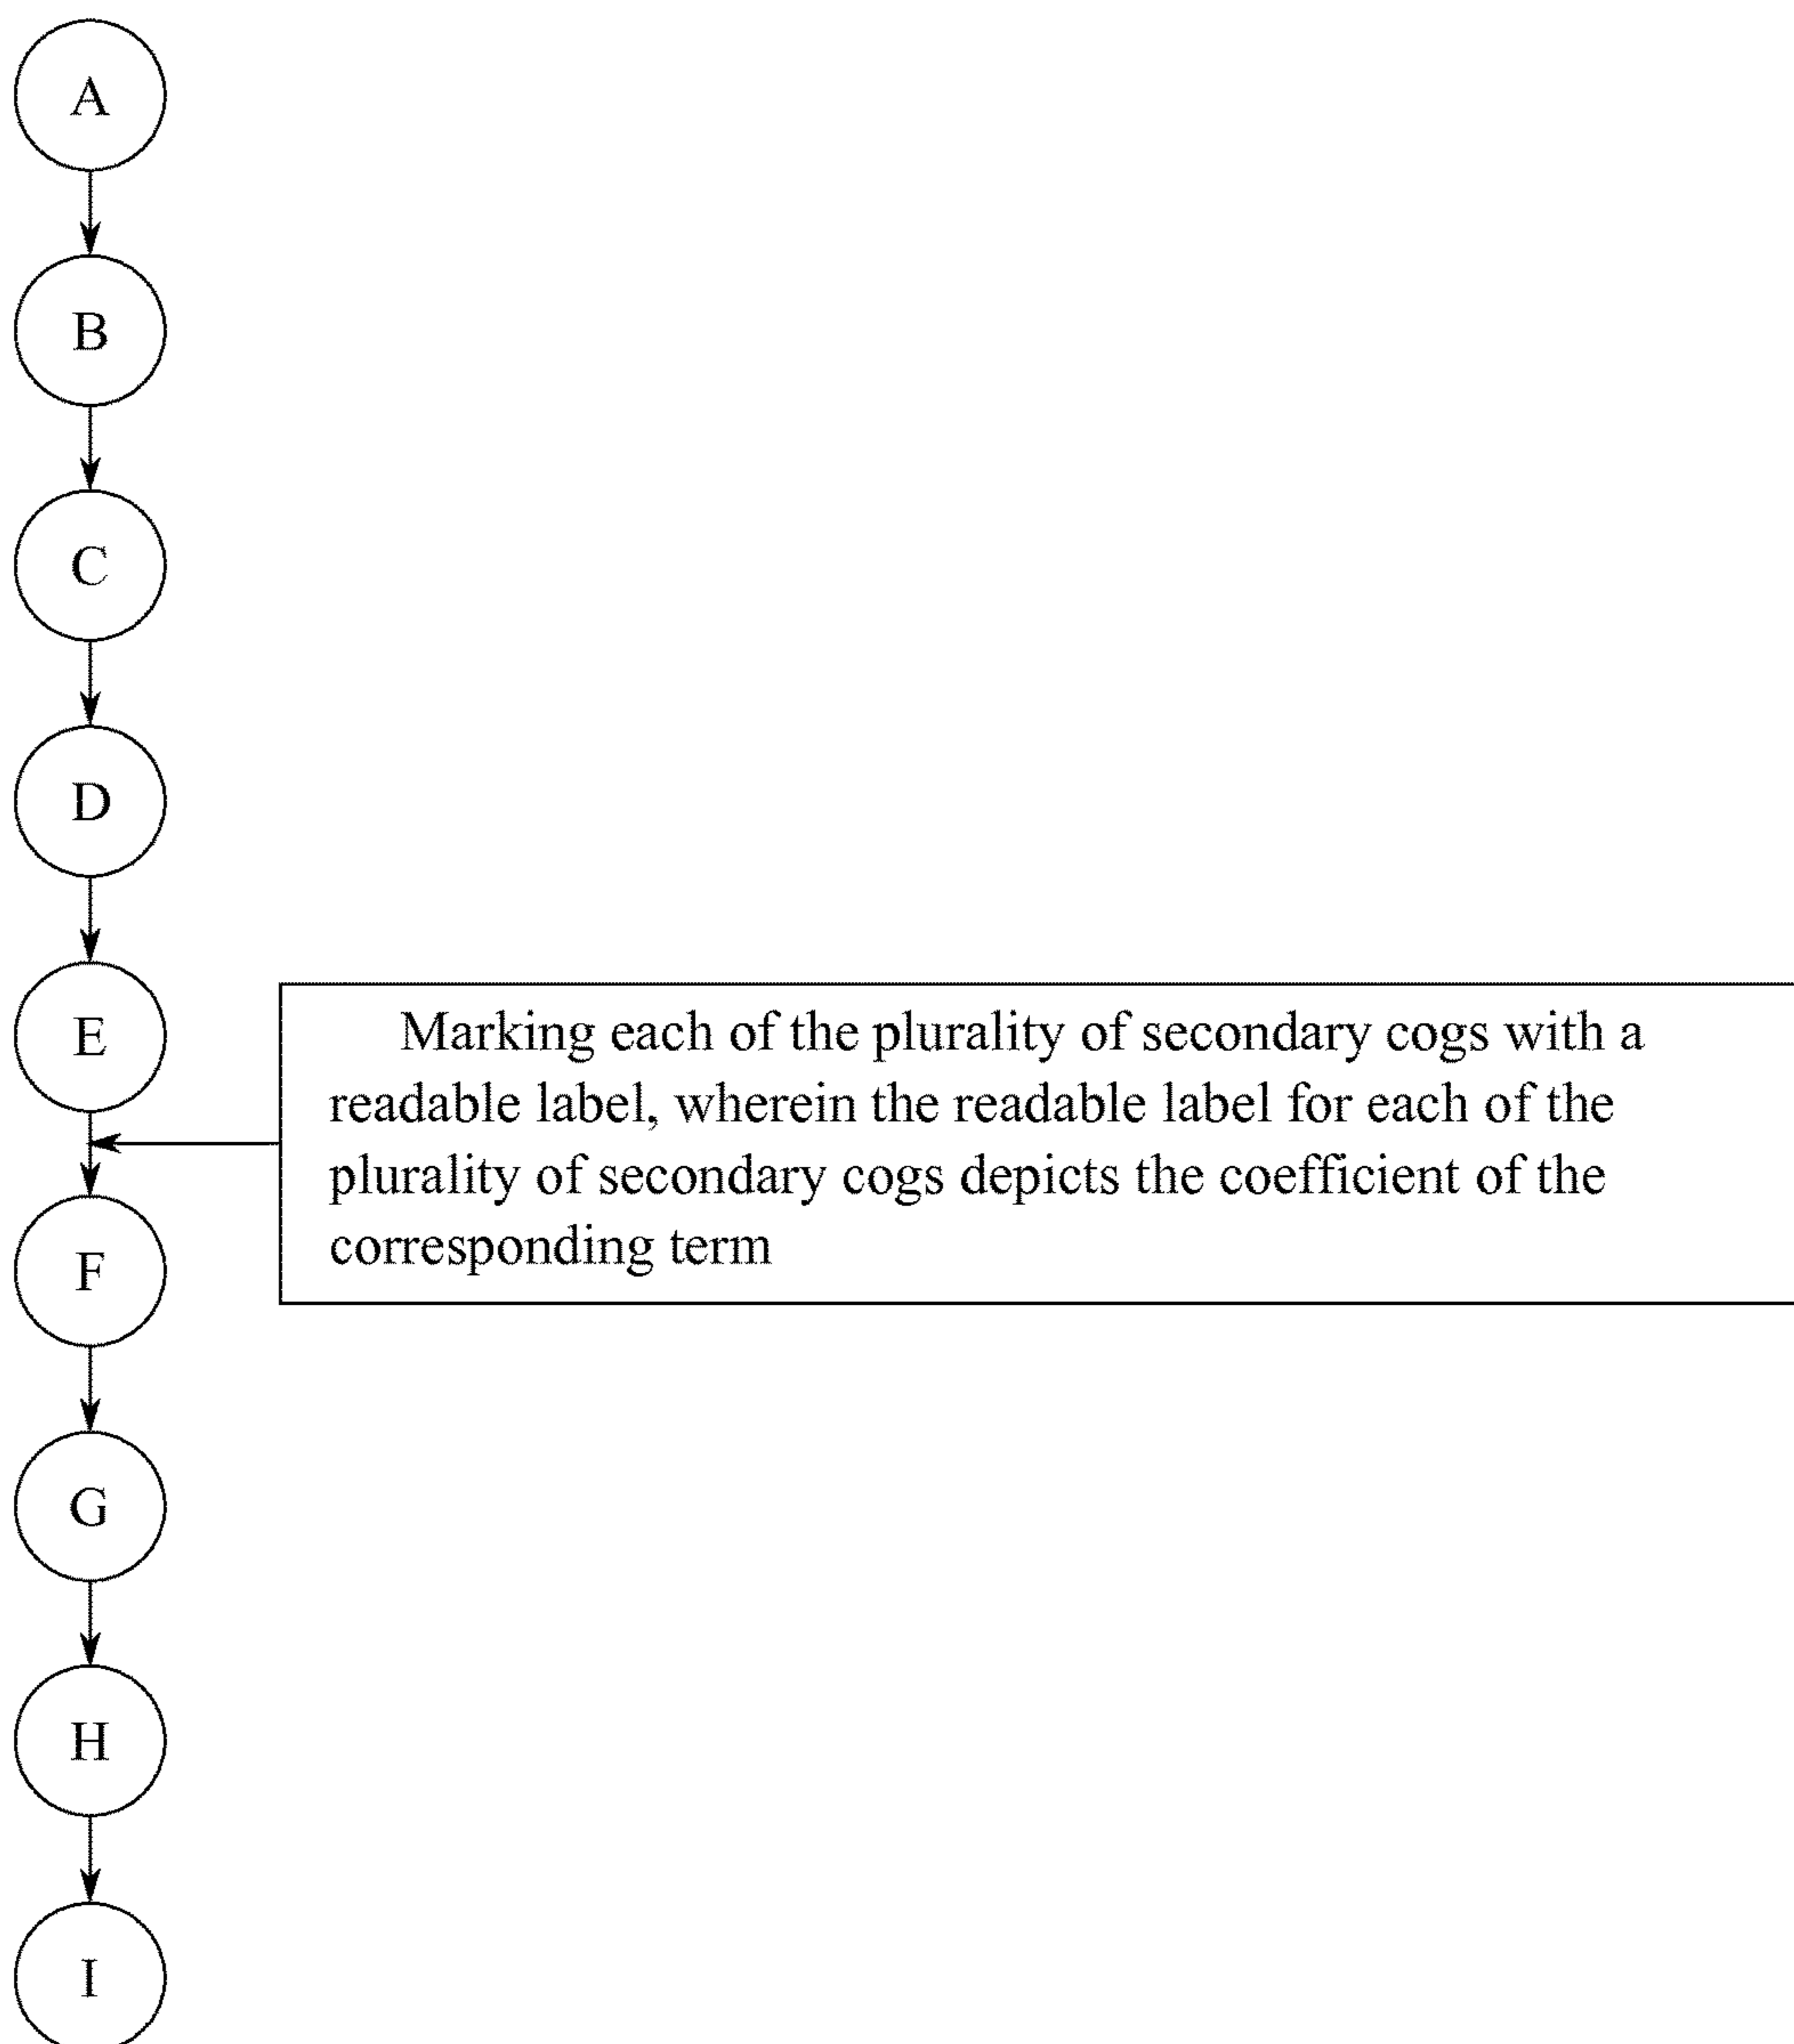 A
B
C
D
E
Marking each of the plurality of secondary cogs with a
readable label, wherein the readable label for each of the
plurality of secondary cogs depicts the coefficient of the
corresponding term
F
G
H
I